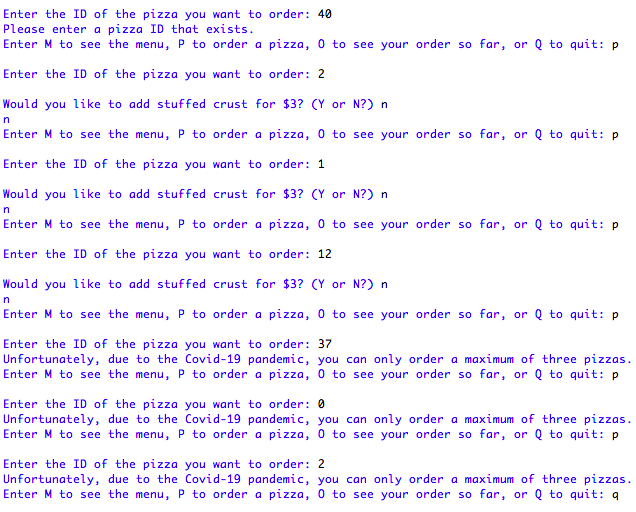 Enter the ID of the pizza you want to order: 40
Please enter a pizza ID that exists.
Enter M to see the menu, P to order a pizza, O to see your order so far, or Q to quit: p
Enter the ID of the pizza you want to order: 2
Would you like to add stuffed crust for $3? (Y or N?) n
n
Enter M to see the menu, P to order a pizza, O to see your order so far, or Q to quit: p
Enter the ID of the pizza you want to order: 1
Would you like to add stuffed crust for $3? (Y or N?) n
n
Enter M to see the menu, P to order a pizza, O to see your order so far, or Q to quit: p
Enter the ID of the pizza you want to order: 12
Would you like to add stuffed crust for $3? (Y or N?) n
n
Enter M to see the menu, P to order a pizza, O to see your order so far, or Q to quit: p
Enter the ID of the pizza you want to order: 37
Unfortunately, due to the Covid-19 pandemic, you can only order a maximum of three pizzas.
Enter M to see the menu, P to order a pizza, O to see your order so far, or Q to quit: p
Enter the ID of the pizza you want to order: 0
Unfortunately, due to the Covid-19 pandemic, you can only order a maximum of three pizzas.
Enter M to see the menu, P to order a pizza, O to see your order so far, or Q to quit: p
Enter the ID of the pizza you want to order: 2
Unfortunately, due to the Covid-19 pandemic, you can only order a maximum of three pizzas.
Enter M to see the menu, P to order a pizza, O to see your order so far, or Q to quit: q